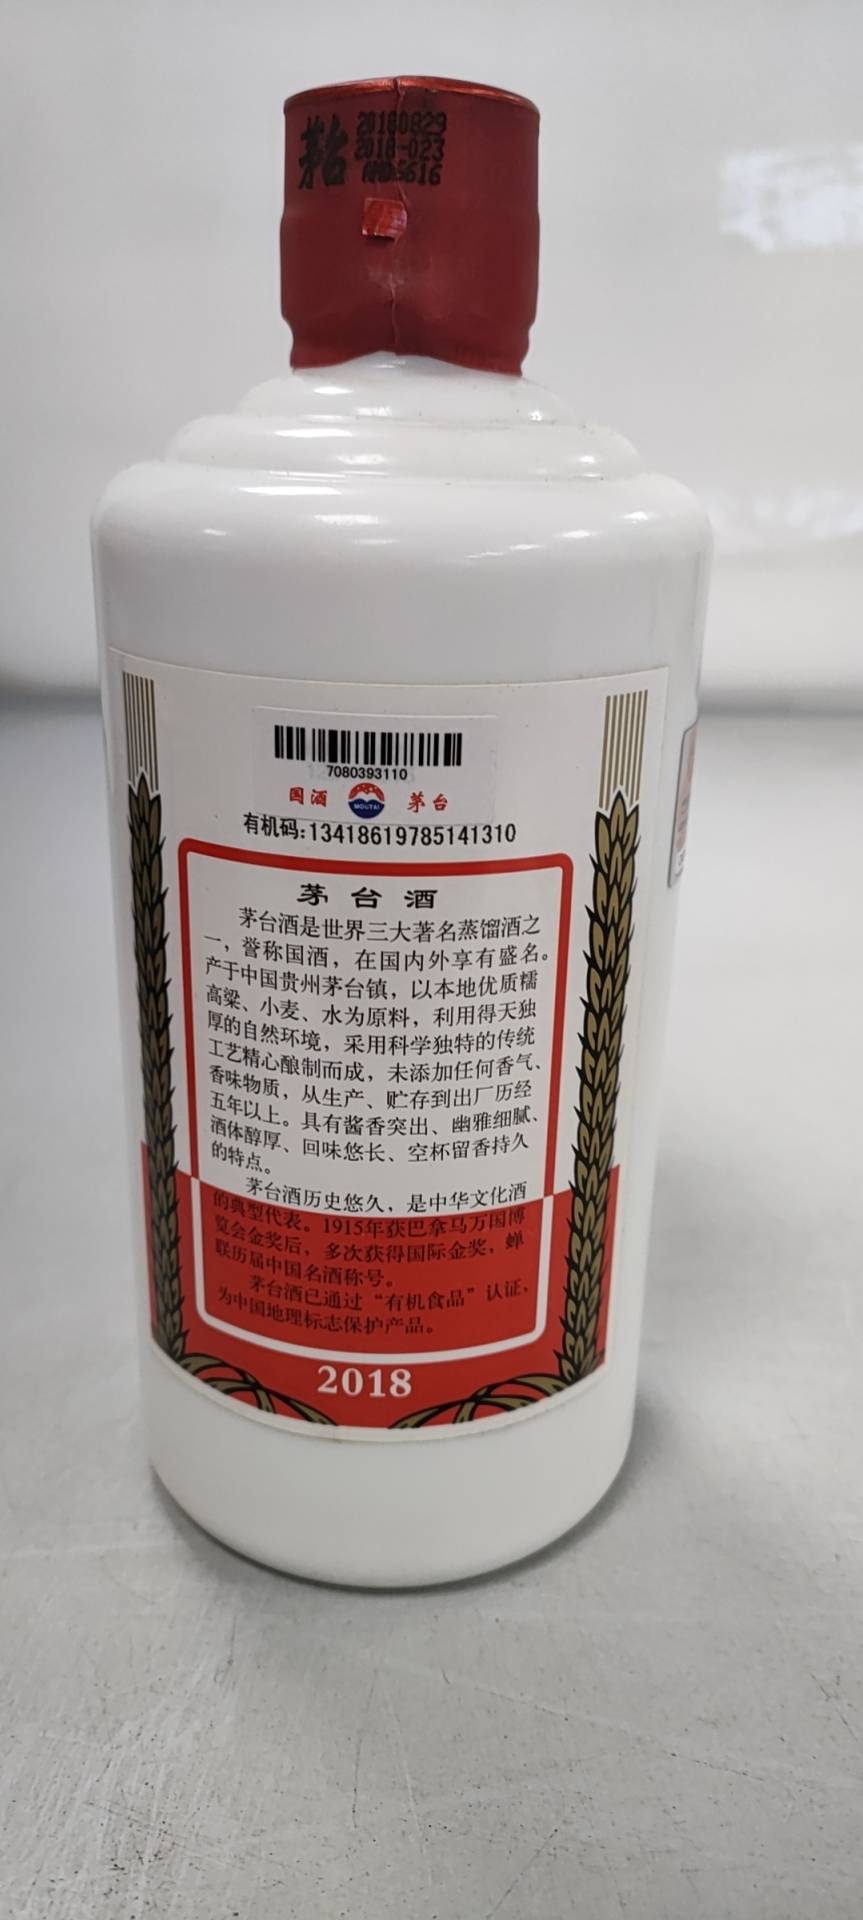 茅台
20180829
2018-023
5616
7080393110
国酒 MOUTAI 茅台
有机码:13418619785141310
茅台酒
茅台酒是世界三大著名蒸馏酒之
一，誉称国酒，在国内外享有盛名。
产于中国贵州茅台镇，以本地优质糯
高粱、小麦、水为原料，利用得天独
厚的自然环境，采用科学独特的传统
工艺精心酿制而成，未添加任何香气、
香味物质，从生产、贮存到出厂历经
五年以上。具有酱香突出、幽雅细腻、
酒体醇厚、回味悠长、空杯留香持久
的特点。
茅台酒历史悠久，是中华文化酒
的典型代表。1915年获巴拿马万国博
览会金奖后，多次获得国际金奖，蝉
联历届中国名酒称号。
茅台酒已通过“有机食品”认证，
为中国地理标志保护产品。
2018